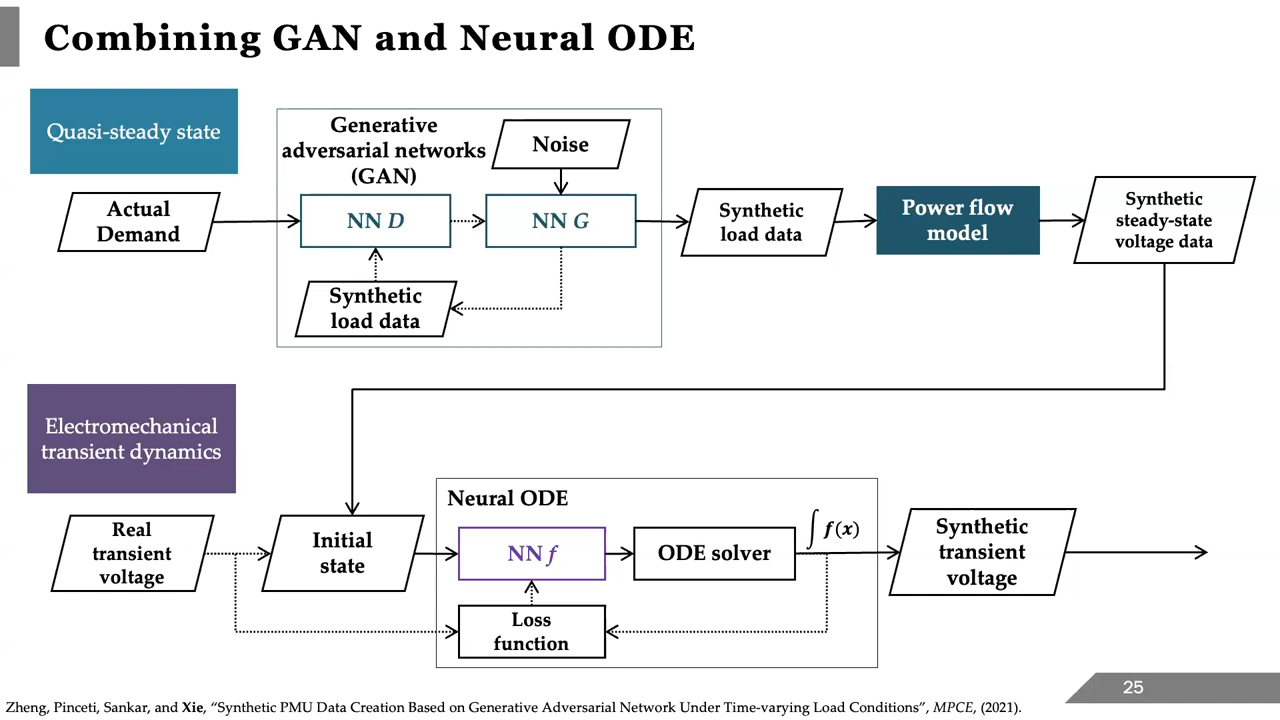 Combining GAN and Neural ODE
Quasi-steady state
Generative
adversarial networks
(GAN)
Noise
Actual
Demand
NN D
NN G
Synthetic
load data
Power flow
model
Synthetic
steady-state
voltage data
Synthetic
load data
Electromechanical
transient dynamics
Neural ODE
Real
transient
voltage
Initial
state
NN f
ODE solver
∫ f(x)
Synthetic
transient
voltage
Loss
function
25
Zheng, Pinceti, Sankar, and Xie, “Synthetic PMU Data Creation Based on Generative Adversarial Network Under Time-varying Load Conditions”, MPCE, (2021).